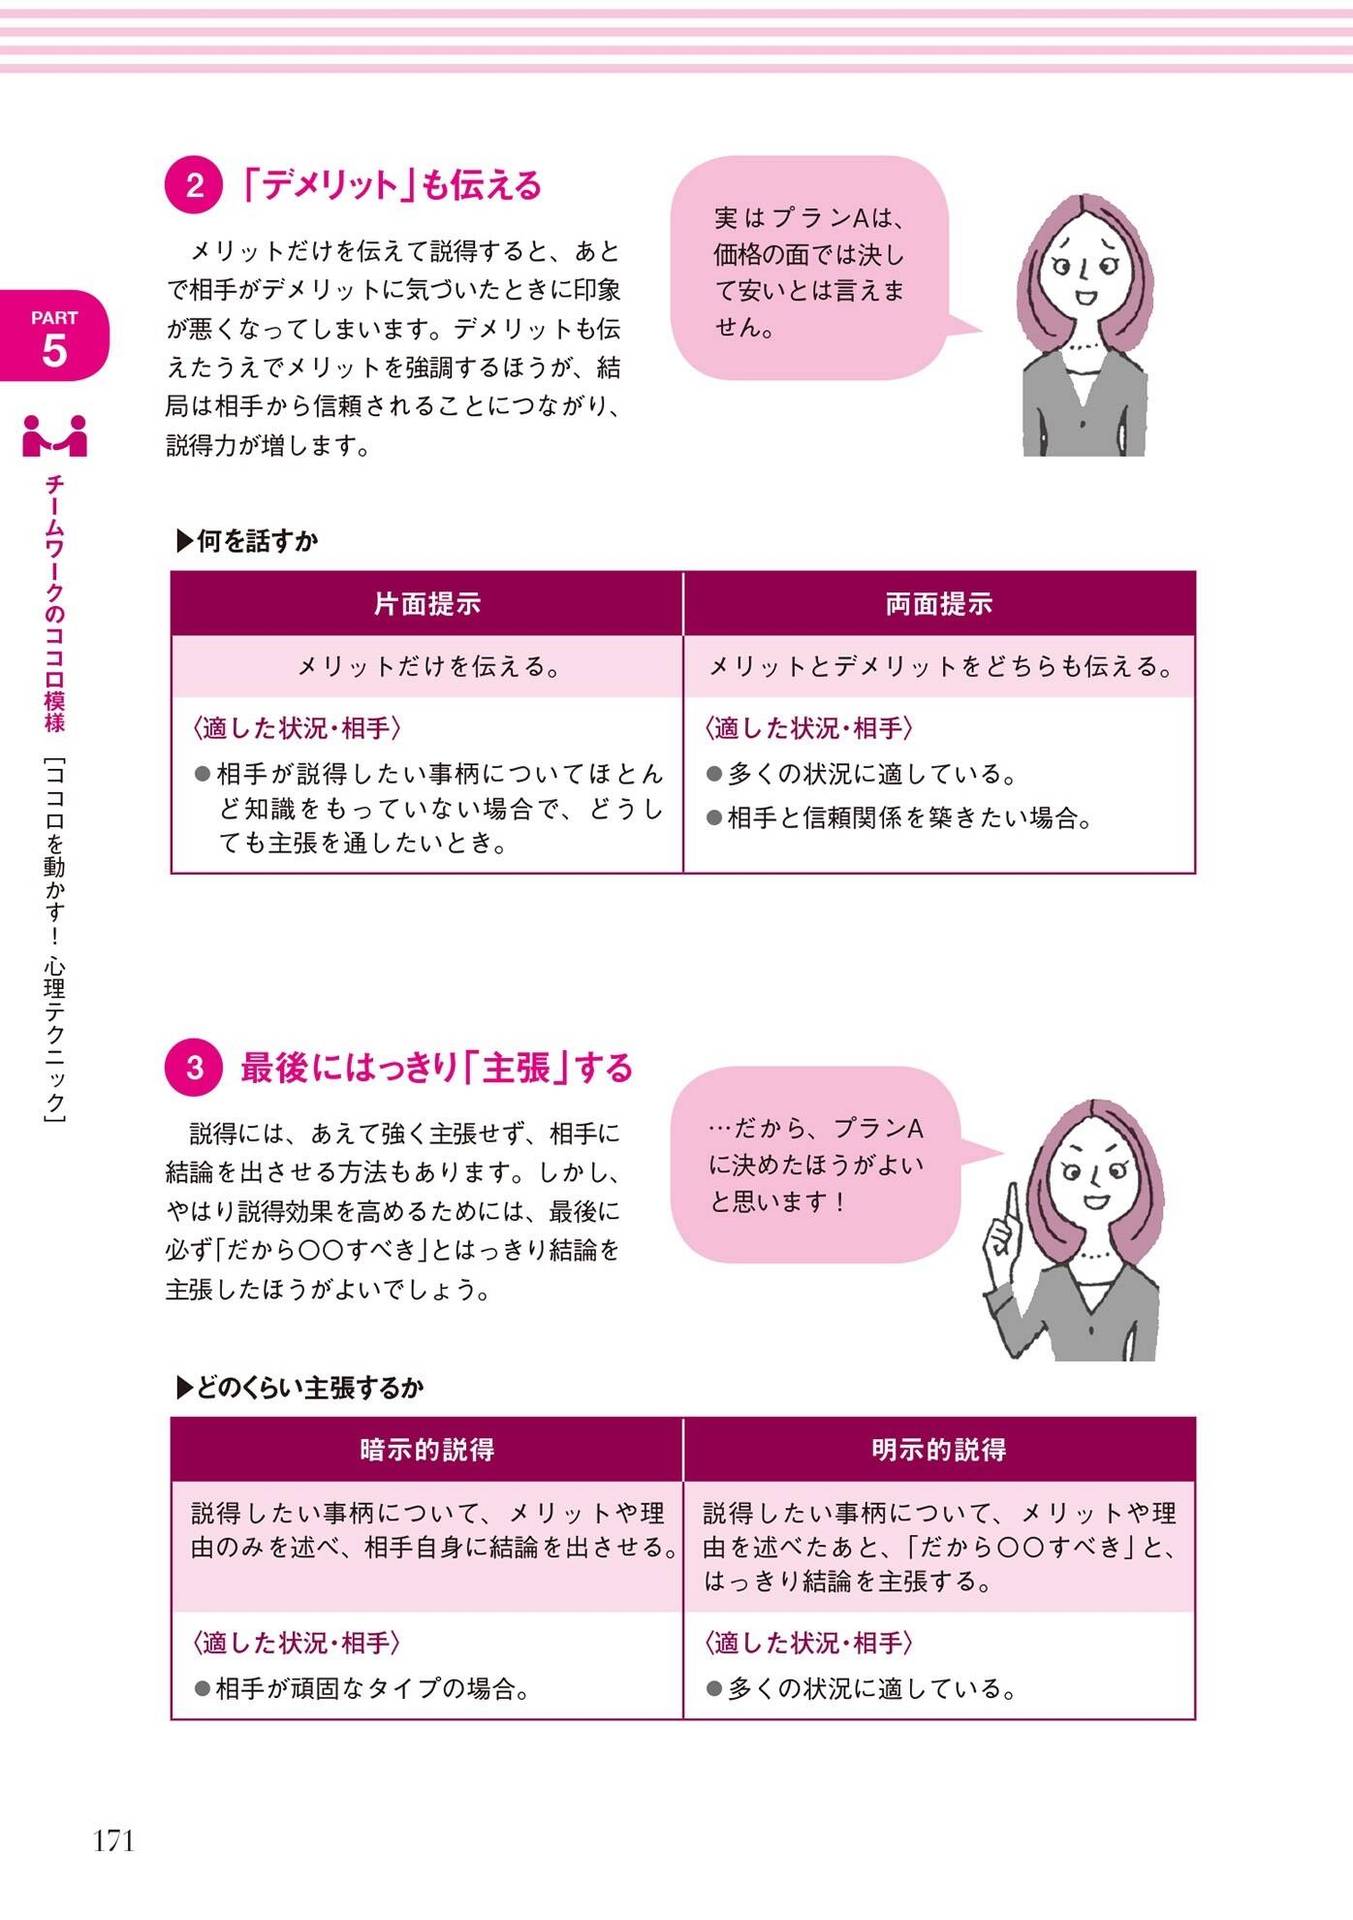 2 「デメリット」も伝える
メリットだけを伝えて説得すると、あと
で相手がデメリットに気づいたときに印象
が悪くなってしまいます。デメリットも伝
えたうえでメリットを強調するほうが、結
局は相手から信頼されることにつながり、
説得力が増します。
実はプランAは、
価格の面では決し
て安いとは言えま
せん。
PART
5
チームワークのココロ模様 [ココロを動かす! 心理テクニック]
▶何を話すか
片面提示
両面提示
メリットだけを伝える。
メリットとデメリットをどちらも伝える。
〈適した状況・相手〉
●相手が説得したい事柄についてほとん
ど知識をもっていない場合で、どうし
ても主張を通したいとき。
〈適した状況・相手〉
●多くの状況に適している。
●相手と信頼関係を築きたい場合。
3 最後にはっきり「主張」する
説得には、あえて強く主張せず、相手に
結論を出させる方法もあります。しかし、
やはり説得効果を高めるためには、最後に
必ず「だから〇〇すべき」とはっきり結論を
主張したほうがよいでしょう。
…だから、プランA
に決めたほうがよい
と思います!
▶どのくらい主張するか
暗示的説得
明示的説得
説得したい事柄について、メリットや理
由のみを述べ、相手自身に結論を出させる。
説得したい事柄について、メリットや理
由を述べたあと、「だから〇〇すべき」と、
はっきり結論を主張する。
〈適した状況・相手〉
●相手が頑固なタイプの場合。
〈適した状況・相手〉
●多くの状況に適している。
171